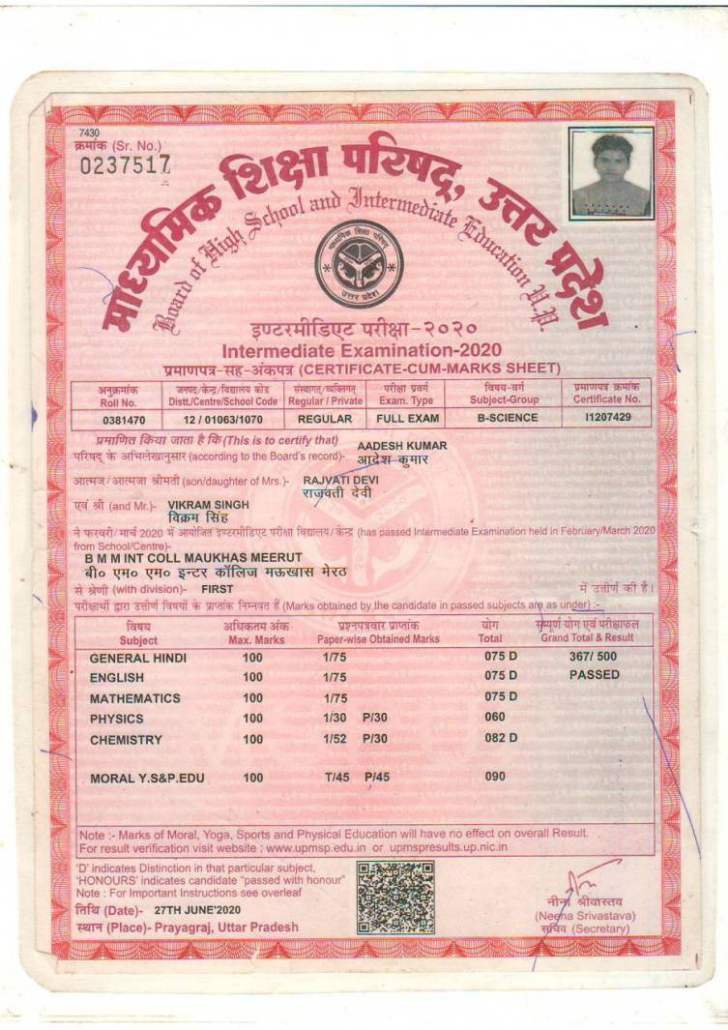 7430
क्रमांक (Sr. No.)
0237517
माध्यमिक शिक्षा परिषद्, उत्तर प्रदेश
Board of High School and Intermediate Education U.P.
माध्यमिक शिक्षा परिषद
उत्तर प्रदेश
इण्टरमीडिएट परीक्षा-२०२०
Intermediate Examination-2020
प्रमाणपत्र-सह-अंकपत्र (CERTIFICATE-CUM-MARKS SHEET)
अनुक्रमांक जनपद/केन्द्र/विद्यालय कोड संस्थागत/व्यक्तिगत परीक्षा प्रवर्ग विषय-वर्ग प्रमाणपत्र क्रमांक
Roll No. Distt./Centre/School Code Regular / Private Exam. Type Subject-Group Certificate No.
0381470 12 / 01063/1070 REGULAR FULL EXAM B-SCIENCE I1207429
प्रमाणित किया जाता है कि (This is to certify that) AADESH KUMAR
परिषद् के अभिलेखानुसार (according to the Board's record)- आदेश कुमार
आत्मज/आत्मजा श्रीमती (son/daughter of Mrs.)- RAJVATI DEVI
राजवती देवी
एवं श्री (and Mr.)- VIKRAM SINGH
विक्रम सिंह
ने फरवरी/मार्च 2020 में आयोजित इण्टरमीडिएट परीक्षा विद्यालय/केन्द्र (has passed Intermediate Examination held in February/March 2020
from School/Centre)-
B M M INT COLL MAUKHAS MEERUT
बी० एम० एम० इन्टर कॉलिज मऊखास मेरठ
से श्रेणी (with division)- FIRST में उत्तीर्ण की है।
परीक्षार्थी द्वारा उत्तीर्ण विषयों के प्राप्तांक निम्नवत हैं (Marks obtained by the candidate in passed subjects are as under) :-
विषय अधिकतम अंक प्रश्नपत्रवार प्राप्तांक योग सम्पूर्ण योग एवं परीक्षाफल
Subject Max. Marks Paper-wise Obtained Marks Total Grand Total & Result
GENERAL HINDI 100 1/75 075 D 367/ 500
ENGLISH 100 1/75 075 D PASSED
MATHEMATICS 100 1/75 075 D
PHYSICS 100 1/30 P/30 060
CHEMISTRY 100 1/52 P/30 082 D
MORAL Y.S&P.EDU 100 T/45 P/45 090
Note :- Marks of Moral, Yoga, Sports and Physical Education will have no effect on overall Result.
For result verification visit website : www.upmsp.edu.in or upmspresults.up.nic.in
'D' indicates Distinction in that particular subject,
'HONOURS' indicates candidate "passed with honour"
Note : For Important Instructions see overleaf
तिथि (Date)- 27TH JUNE'2020
स्थान (Place)- Prayagraj, Uttar Pradesh
नीना श्रीवास्तव
(Neena Srivastava)
सचिव (Secretary)